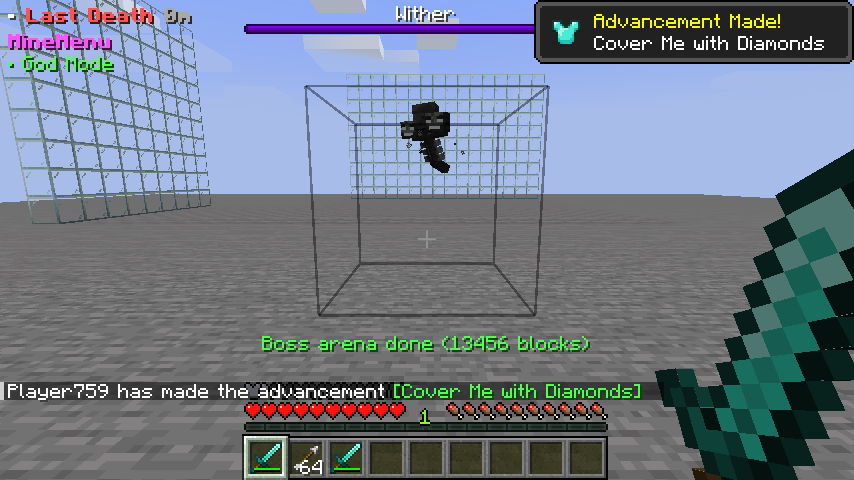 - Last Death 0m
MineMenu
• God Mode
Wither
Advancement Made!
Cover Me with Diamonds
Boss arena done (13456 blocks)
Player759 has made the advancement [Cover Me with Diamonds]
1
64